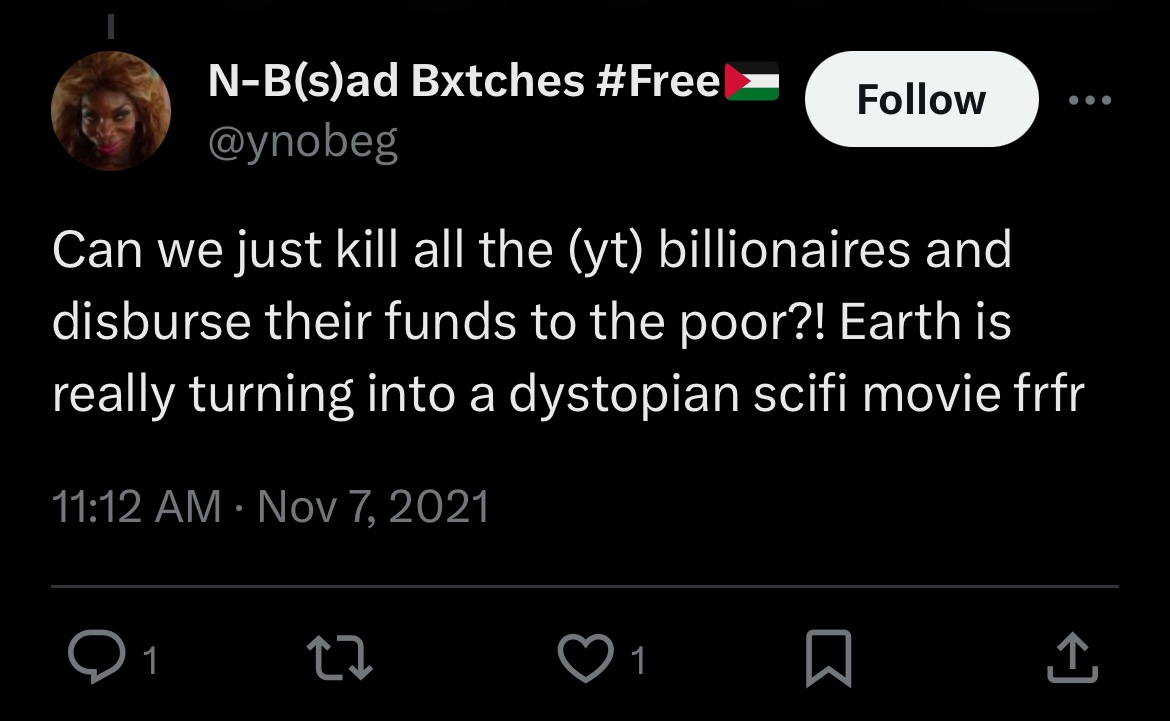 N-B(s)ad Bxtches #Free🇵🇸
Follow
@ynobeg
Can we just kill all the (yt) billionaires and
disburse their funds to the poor?! Earth is
really turning into a dystopian scifi movie frfr
11:12 AM · Nov 7, 2021
1 1